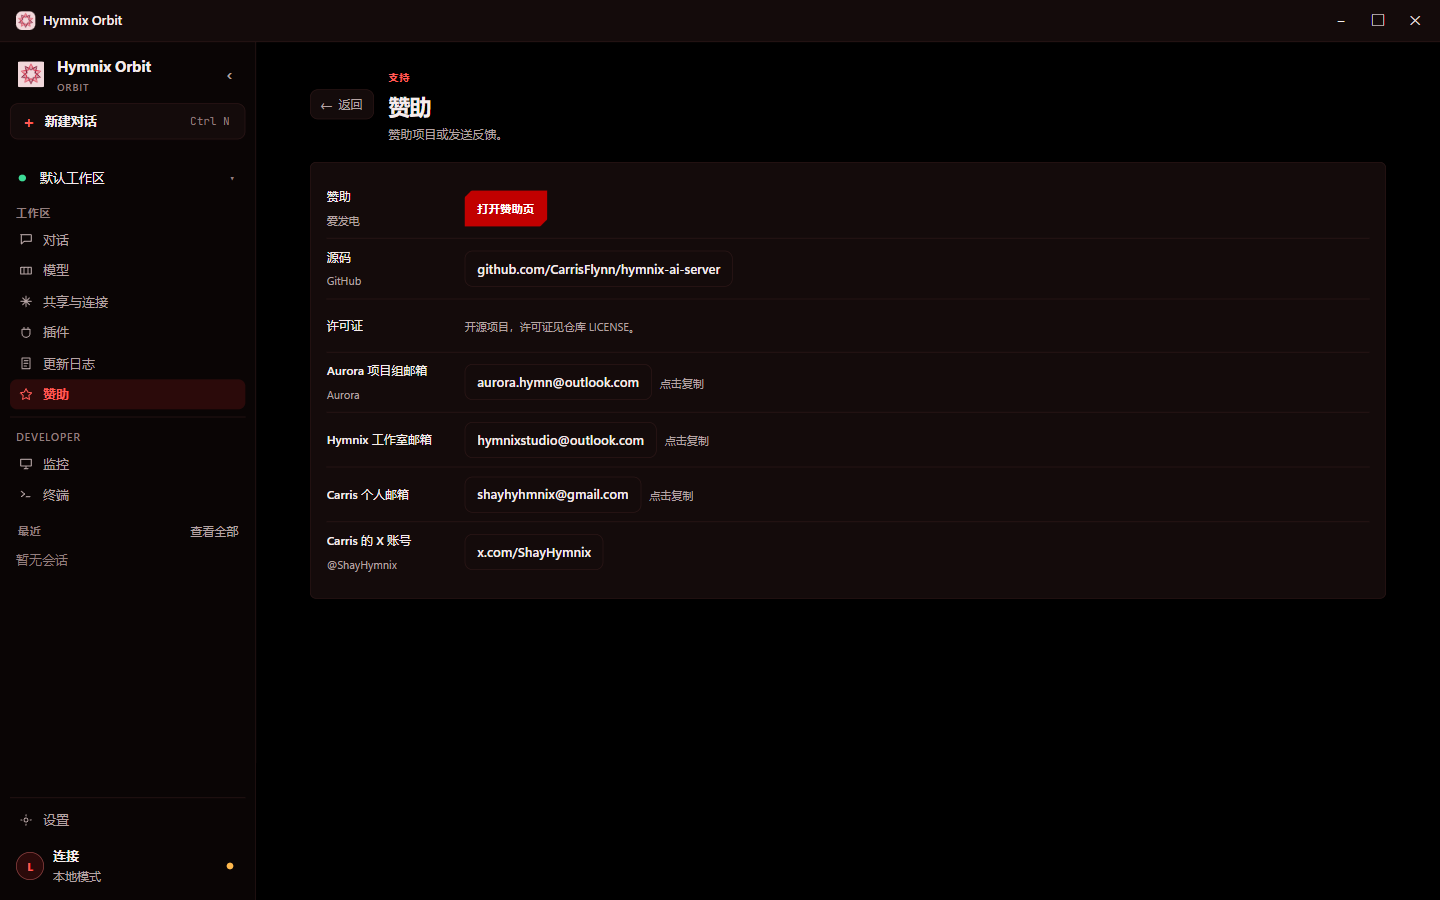 Hymnix Orbit
Hymnix Orbit
ORBIT
新建对话 Ctrl N
默认工作区
工作区
对话
模型
共享与连接
插件
更新日志
赞助
DEVELOPER
监控
终端
最近 查看全部
暂无会话
设置
L
连接
本地模式
← 返回
支持
赞助
赞助项目或发送反馈。
赞助
爱发电
打开赞助页
源码
GitHub
github.com/CarrisFlynn/hymnix-ai-server
许可证
开源项目，许可证见仓库 LICENSE。
Aurora 项目组邮箱
Aurora
aurora.hymn@outlook.com 点击复制
Hymnix 工作室邮箱
hymnixstudio@outlook.com 点击复制
Carris 个人邮箱
shayhyhmnix@gmail.com 点击复制
Carris 的 X 账号
@ShayHymnix
x.com/ShayHymnix